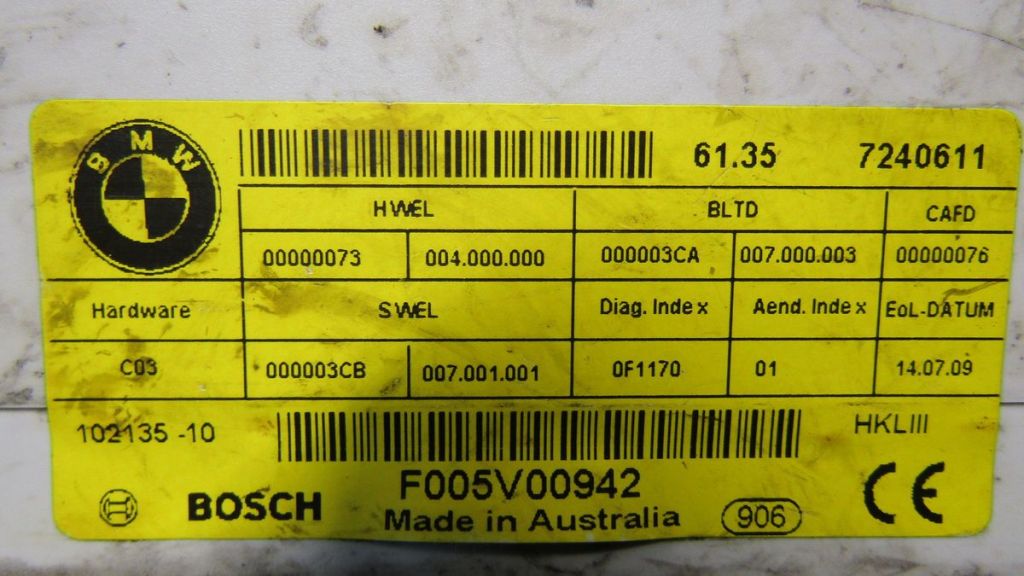 BMW
61.35 7240611
HWEL BLTD CAFD
00000073 004.000.000 000003CA 007.000.003 00000076
Hardware SWEL Diag. Index Aend. Index EoL-DATUM
C03 000003CB 007.001.001 0F1170 01 14.07.09
102135 -10 HKLIII
F005V00942
BOSCH Made in Australia 906 CE